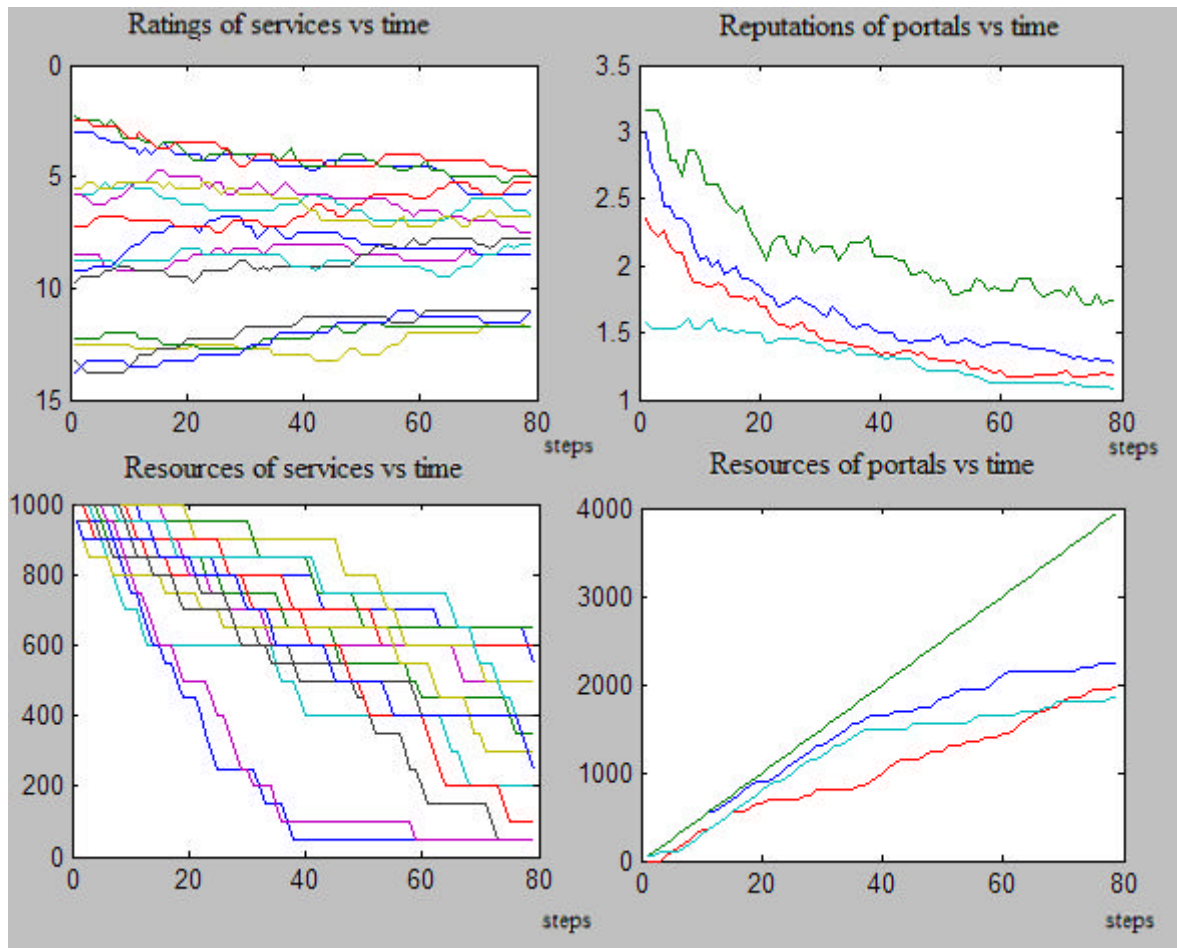 Ratings of services vs time
0
5
10
15
0 20 40 60 80
steps
Reputations of portals vs time
3.5
3
2.5
2
1.5
1
0 20 40 60 80
steps
Resources of services vs time
1000
800
600
400
200
0
0 20 40 60 80
steps
Resources of portals vs time
4000
3000
2000
1000
0
0 20 40 60 80
steps